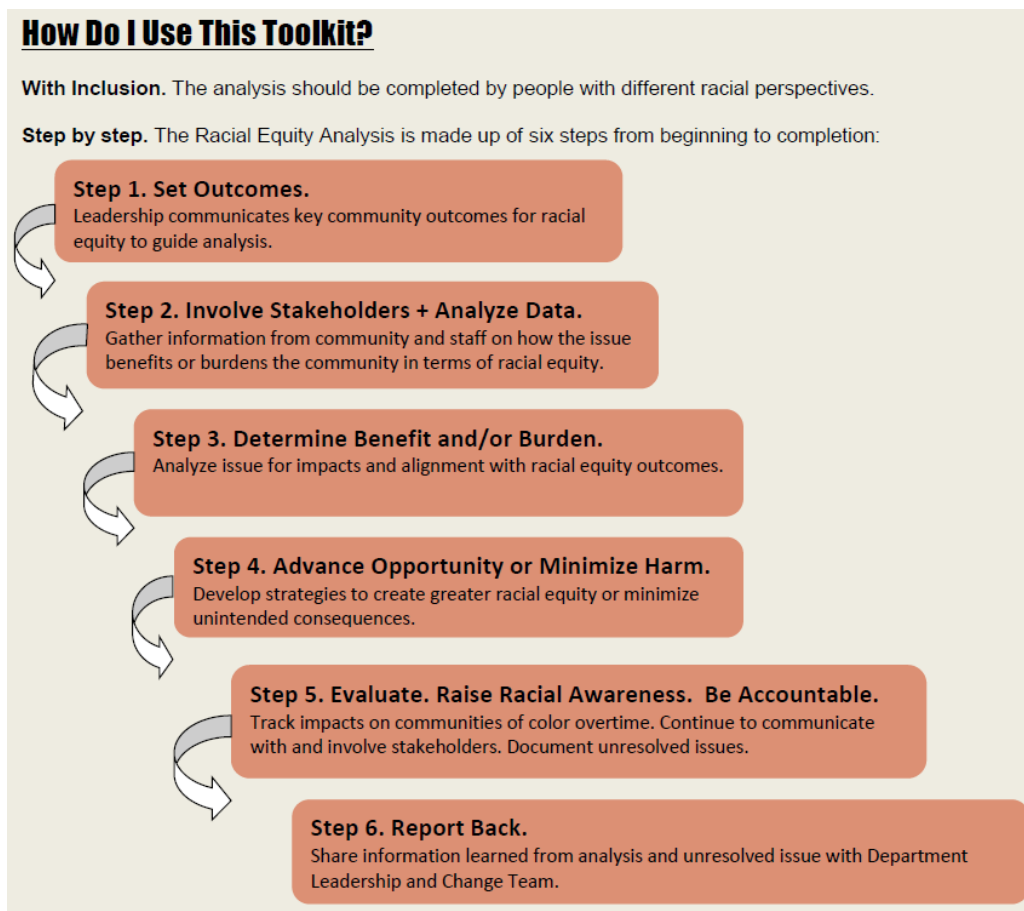 How Do I Use This Toolkit?
With Inclusion. The analysis should be completed by people with different racial perspectives.
Step by step. The Racial Equity Analysis is made up of six steps from beginning to completion:
Step 1. Set Outcomes.
Leadership communicates key community outcomes for racial
equity to guide analysis.
Step 2. Involve Stakeholders + Analyze Data.
Gather information from community and staff on how the issue
benefits or burdens the community in terms of racial equity.
Step 3. Determine Benefit and/or Burden.
Analyze issue for impacts and alignment with racial equity outcomes.
Step 4. Advance Opportunity or Minimize Harm.
Develop strategies to create greater racial equity or minimize
unintended consequences.
Step 5. Evaluate. Raise Racial Awareness. Be Accountable.
Track impacts on communities of color overtime. Continue to communicate
with and involve stakeholders. Document unresolved issues.
Step 6. Report Back.
Share information learned from analysis and unresolved issue with Department
Leadership and Change Team.